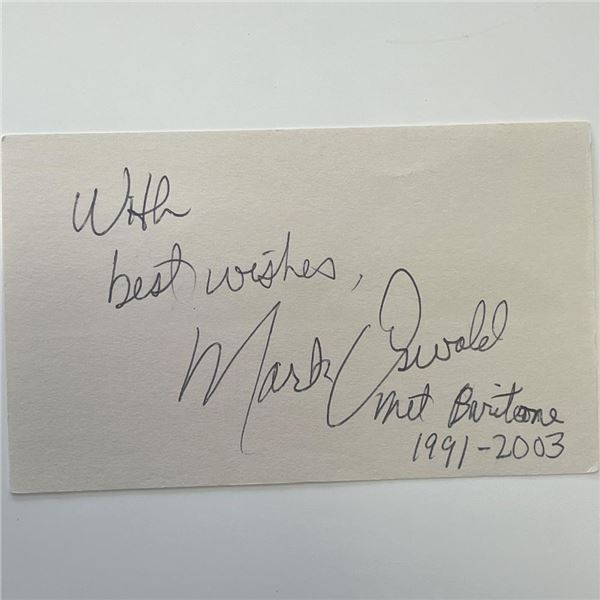 With
best wishes,
Mark Oswald
Met Baritone
1991-2003